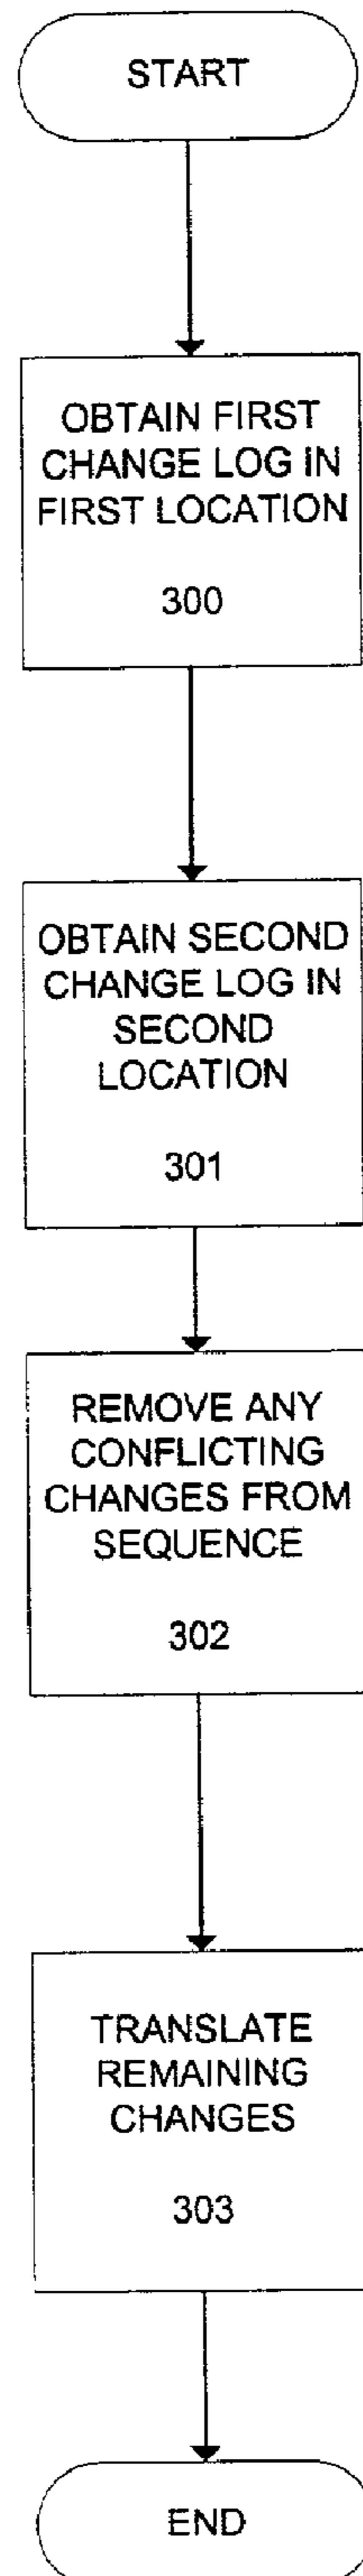 START
OBTAIN FIRST
CHANGE LOG IN
FIRST LOCATION
300
OBTAIN SECOND
CHANGE LOG IN
SECOND
LOCATION
301
REMOVE ANY
CONFLICTING
CHANGES FROM
SEQUENCE
302
TRANSLATE
REMAINING
CHANGES
303
END